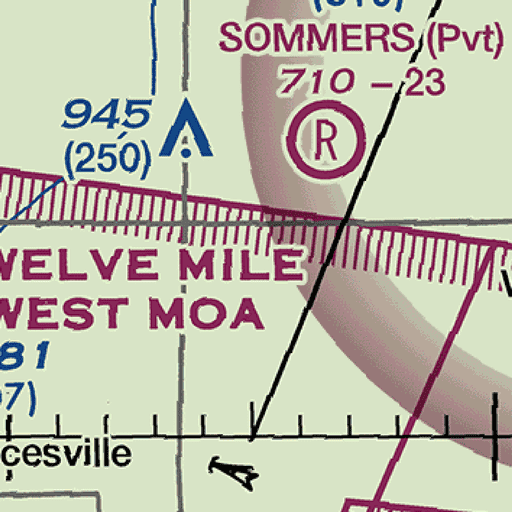 SOMMERS (Pvt)
710 – 23
R
945
(250)
WELVE MILE
WEST MOA
81
7)
cesville
A